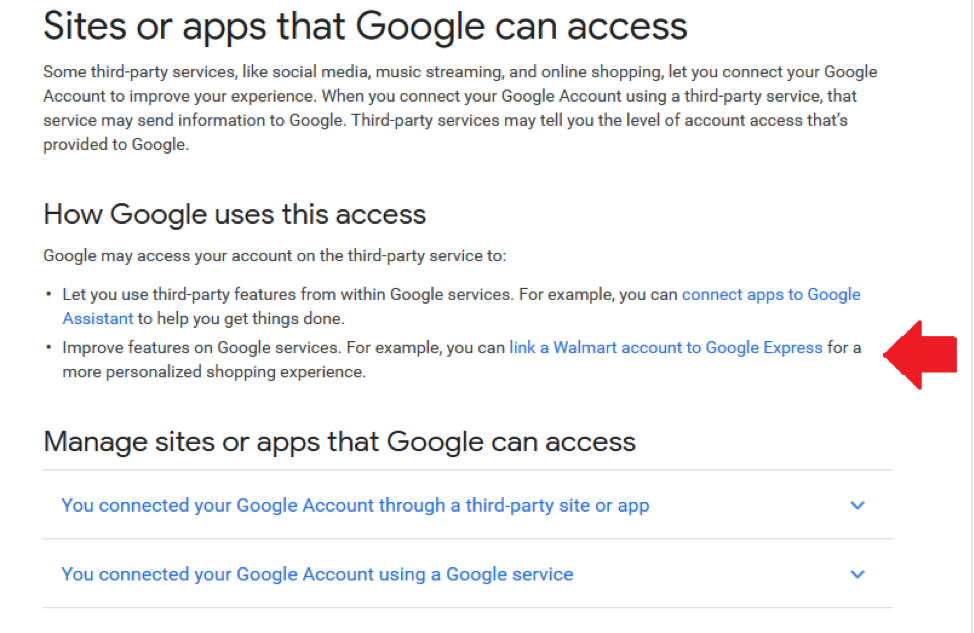 Sites or apps that Google can access
Some third-party services, like social media, music streaming, and online shopping, let you connect your Google
Account to improve your experience. When you connect your Google Account using a third-party service, that
service may send information to Google. Third-party services may tell you the level of account access that's
provided to Google.
How Google uses this access
Google may access your account on the third-party service to:
• Let you use third-party features from within Google services. For example, you can connect apps to Google
Assistant to help you get things done.
• Improve features on Google services. For example, you can link a Walmart account to Google Express for a
more personalized shopping experience.
Manage sites or apps that Google can access
You connected your Google Account through a third-party site or app
You connected your Google Account using a Google service